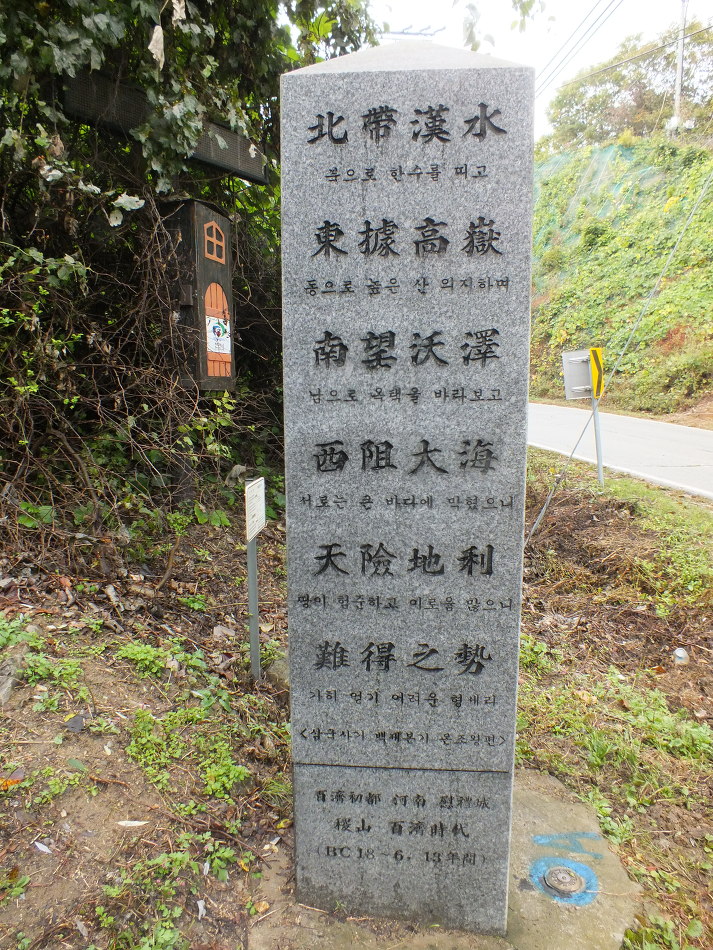 北帶漢水
북으로 한수를 띠고
東據高嶽
동으로 높은 산 의지하며
南望沃澤
남으로 옥택을 바라보고
西阻大海
서로는 큰 바다에 막혔으니
天險地利
땅이 험준하고 이로움 많으니
難得之勢
가히 얻기 어려운 형세라
<삼국사기 백제본기 온조왕편>
百濟初都 河南 慰禮城
稷山 百濟時代
(BC 18~6, 13年間)